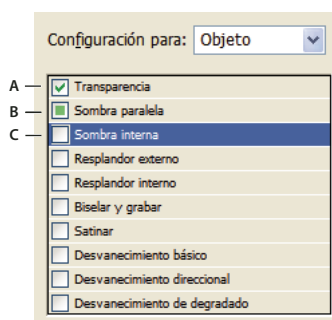 Configuración para: Objeto
A Transparencia
B Sombra paralela
C Sombra interna
Resplandor externo
Resplandor interno
Biselar y grabar
Satinar
Desvanecimiento básico
Desvanecimiento direccional
Desvanecimiento de degradado